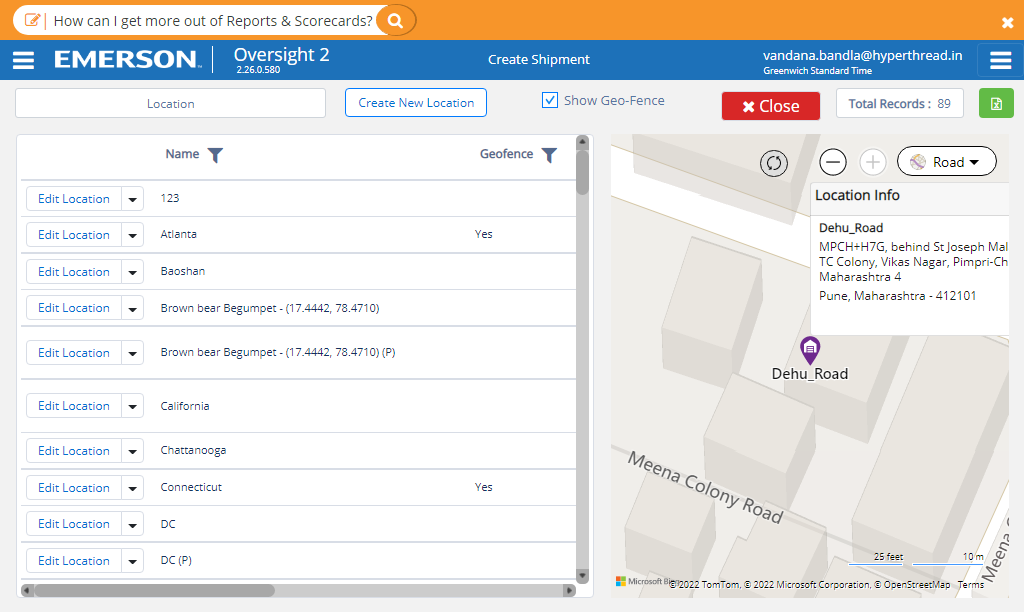 How can I get more out of Reports & Scorecards?
EMERSON
Oversight 2
2.26.0.580
Create Shipment
vandana.bandla@hyperthread.in
Greenwich Standard Time
Location
Create New Location
Show Geo-Fence
Close
Total Records : 89
Name
Geofence
Edit Location 123
Edit Location Atlanta Yes
Edit Location Baoshan
Edit Location Brown bear Begumpet - (17.4442, 78.4710)
Edit Location Brown bear Begumpet - (17.4442, 78.4710) (P)
Edit Location California
Edit Location Chattanooga
Edit Location Connecticut Yes
Edit Location DC
Edit Location DC (P)
Road
Location Info
Dehu_Road
MPCH+H7G, behind St Joseph Mal
TC Colony, Vikas Nagar, Pimpri-Ch
Maharashtra 4
Pune, Maharashtra - 412101
Dehu_Road
Meena Colony Road
Meena
25 feet 10 m
Microsoft
© 2022 TomTom, © 2022 Microsoft Corporation, © OpenStreetMap Terms